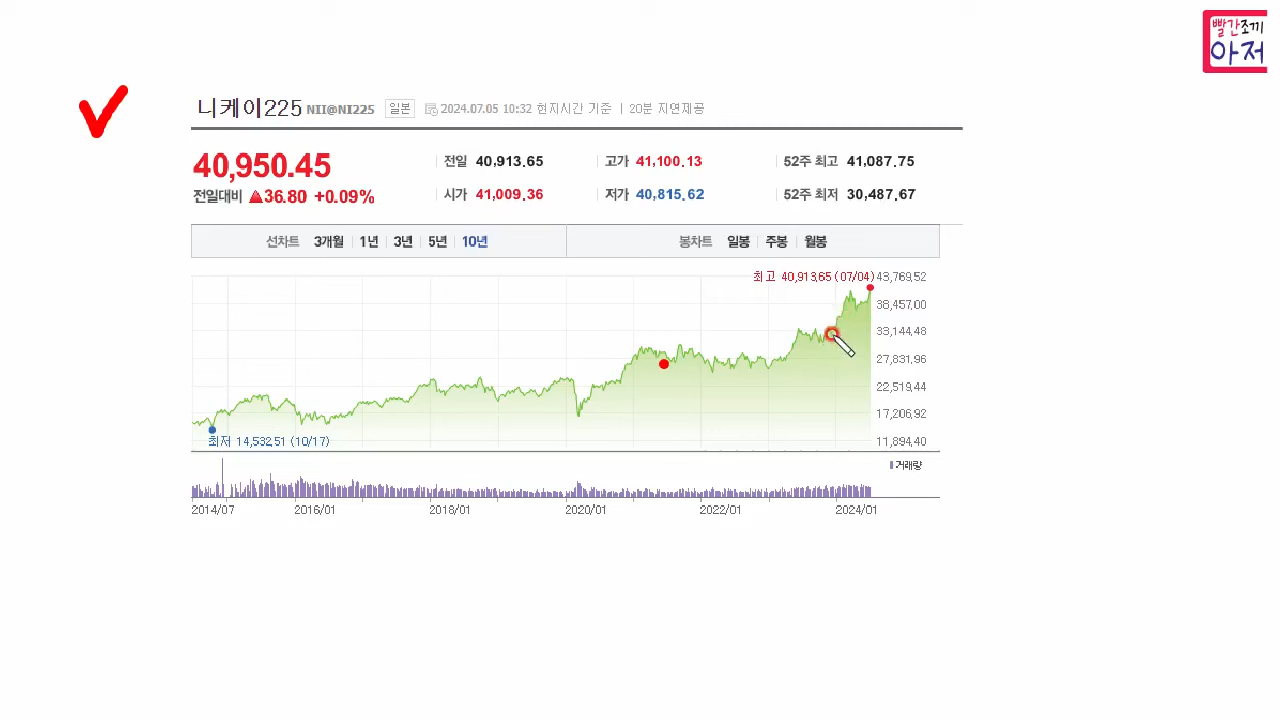 빨간조끼
아저
니케이225 NII@NI225 일본 2024.07.05 10:32 현지시간 기준 | 20분 지연제공
40,950.45
전일대비 ▲36.80 +0.09%
전일 40,913.65 고가 41,100.13 52주 최고 41,087.75
시가 41,009.36 저가 40,815.62 52주 최저 30,487.67
선차트 3개월 1년 3년 5년 10년 봉차트 일봉 주봉 월봉
최고 40,913.65 (07/04)
43,769.52
38,457.00
33,144.48
27,831.96
22,519.44
17,206.92
11,894.40
최저 14,532.51 (10/17)
거래량
2014/07 2016/01 2018/01 2020/01 2022/01 2024/01